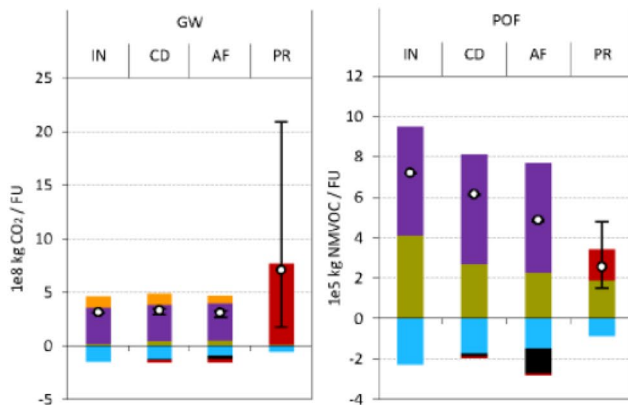 GW
IN CD AF PR
25
20
15
10
5
0
-5
1e8 kg CO₂ / FU
POF
IN CD AF PR
12
10
8
6
4
2
0
-2
-4
1e5 kg NMVOC / FU